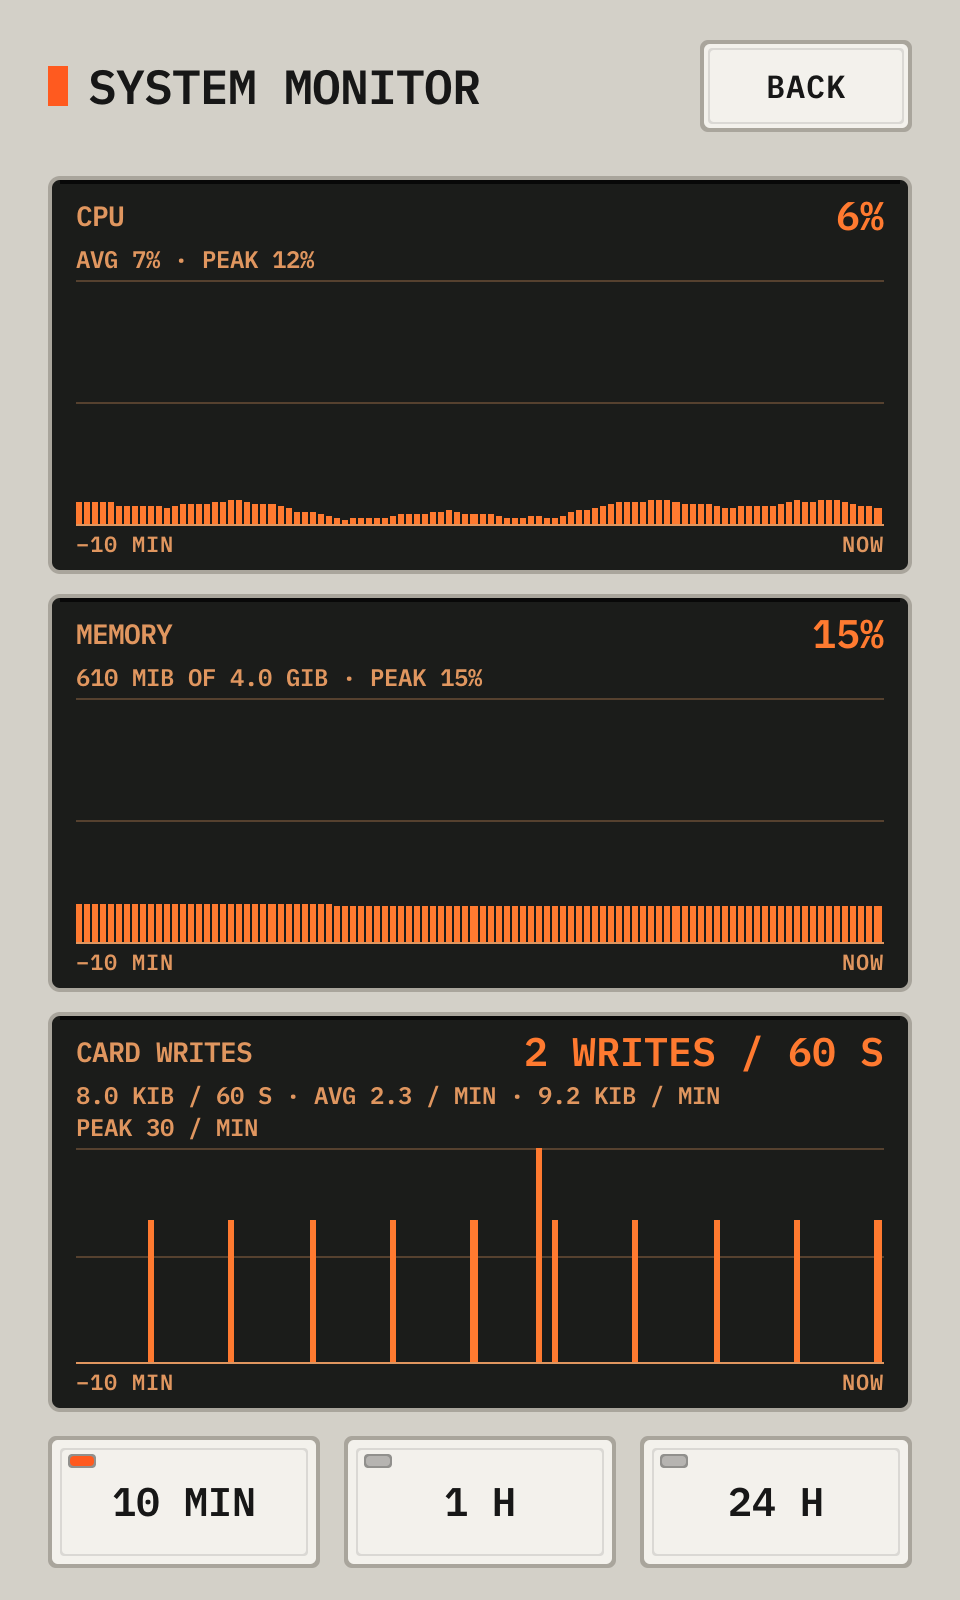 SYSTEM MONITOR
BACK
CPU
6%
AVG 7% · PEAK 12%
−10 MIN
NOW
MEMORY
15%
610 MIB OF 4.0 GIB · PEAK 15%
−10 MIN
NOW
CARD WRITES
2 WRITES / 60 S
8.0 KIB / 60 S · AVG 2.3 / MIN · 9.2 KIB / MIN
PEAK 30 / MIN
−10 MIN
NOW
10 MIN
1 H
24 H